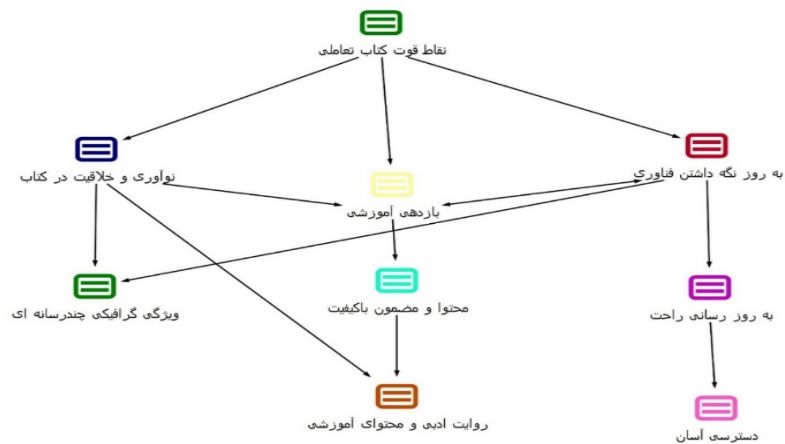 نقاط قوت کتاب تعاملی
به روز نگه داشتن فناوری
نوآوری و خلاقیت در کتاب
بازدهی آموزشی
به روز رسانی راحت
محتوا و مضمون باکیفیت
ویژگی گرافیکی چندرسانه ای
دسترسی آسان
روایت ادبی و محتوای آموزشی